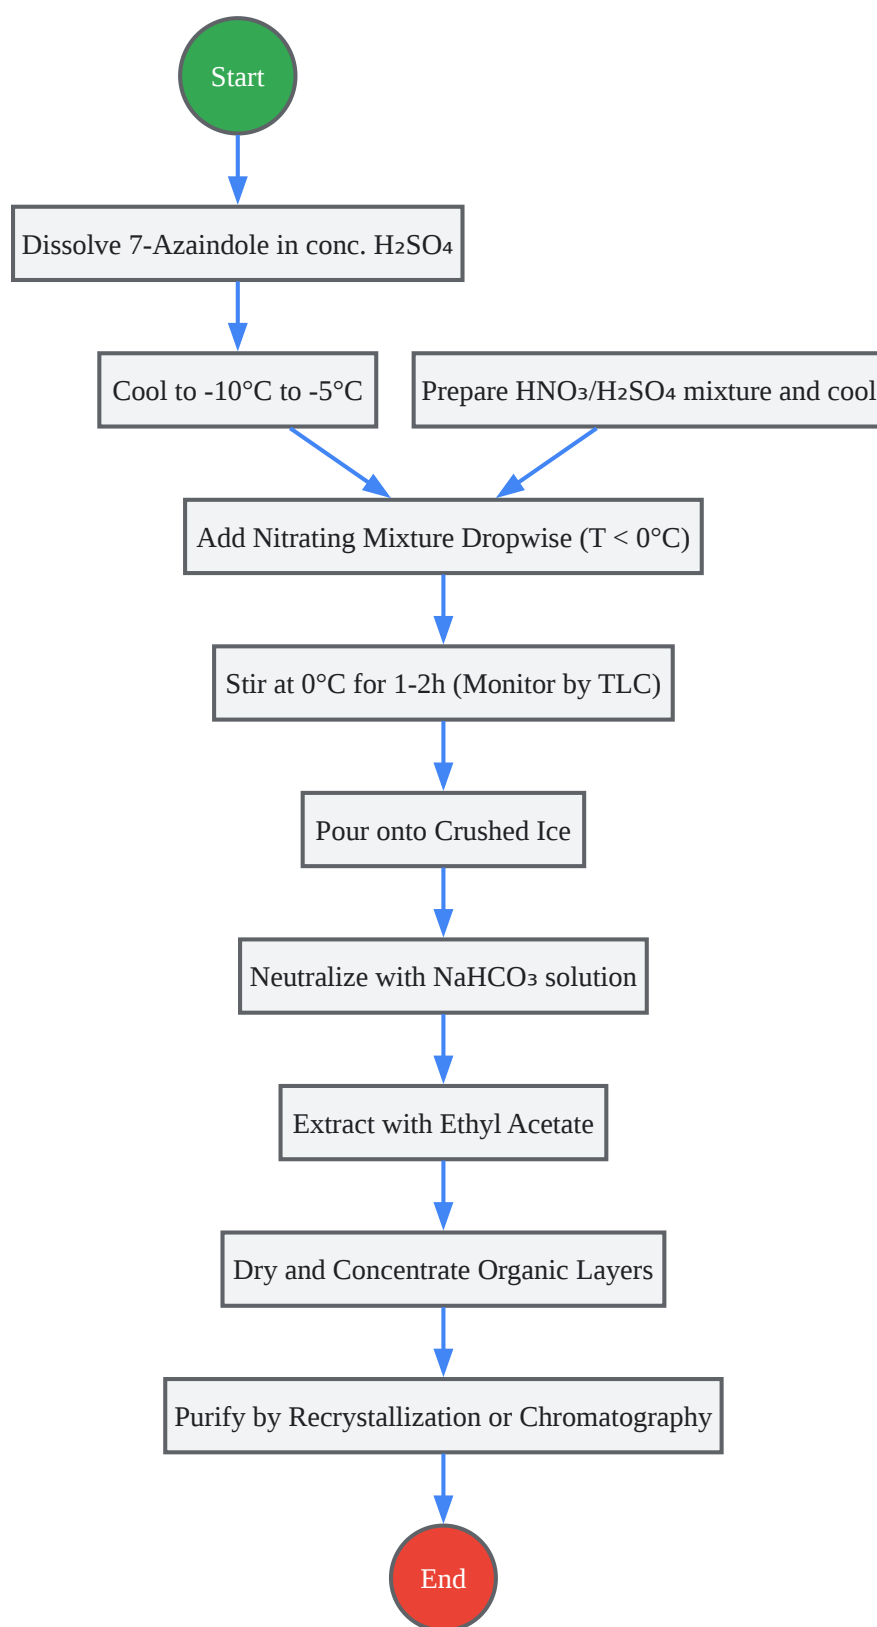 Start
Dissolve 7-Azaindole in conc. H₂SO₄
Cool to -10°C to -5°C
Prepare HNO₃/H₂SO₄ mixture and cool
Add Nitrating Mixture Dropwise (T < 0°C)
Stir at 0°C for 1-2h (Monitor by TLC)
Pour onto Crushed Ice
Neutralize with NaHCO₃ solution
Extract with Ethyl Acetate
Dry and Concentrate Organic Layers
Purify by Recrystallization or Chromatography
End